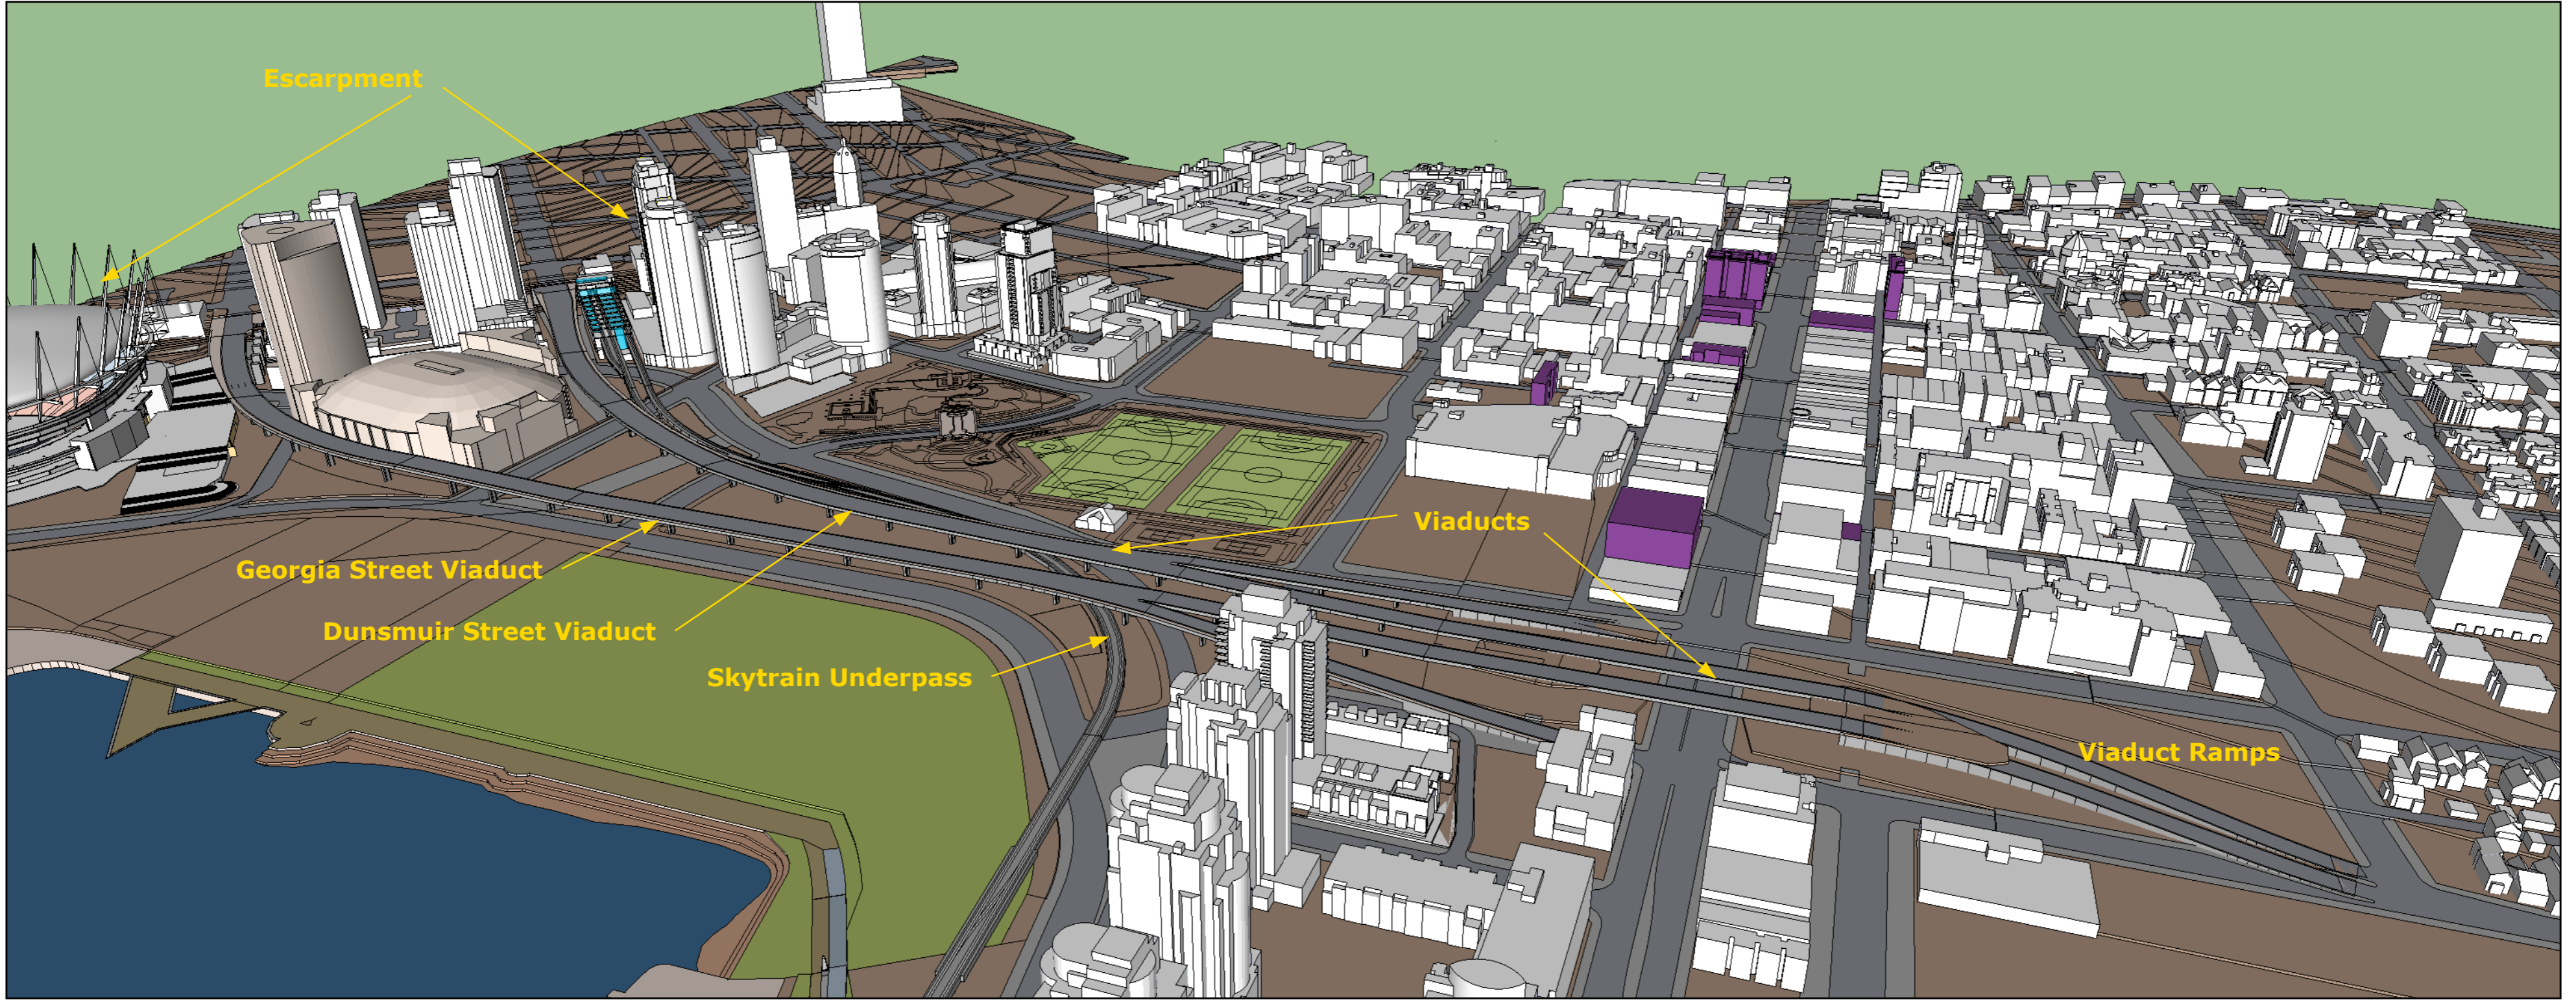 Escarpment
Viaducts
Georgia Street Viaduct
Dunsmuir Street Viaduct
Skytrain Underpass
Viaduct Ramps